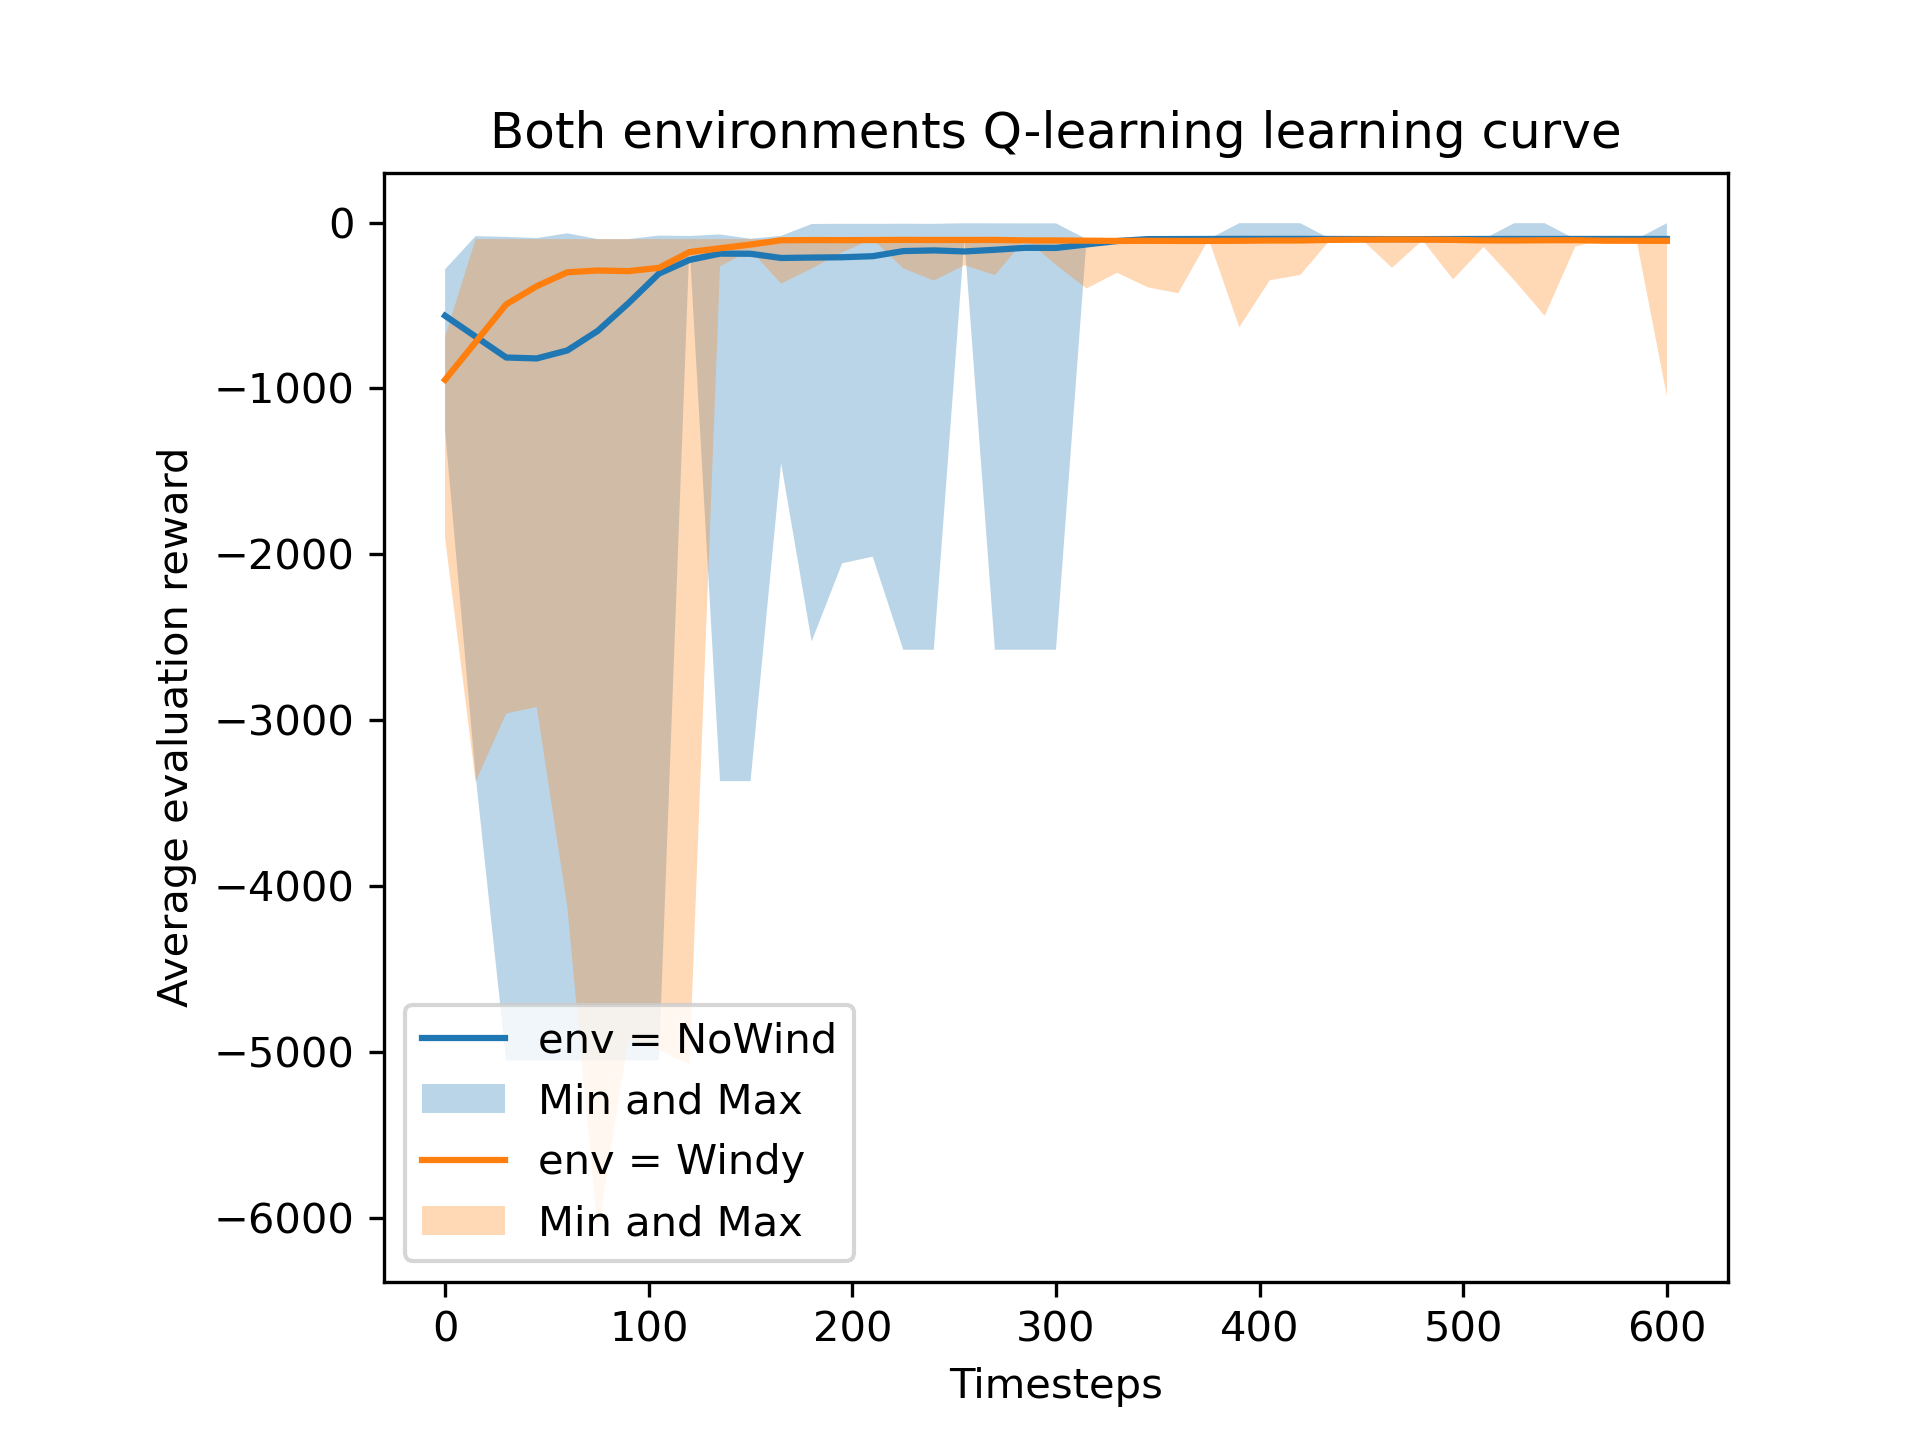 Both environments Q-learning learning curve
Average evaluation reward
0
−1000
−2000
−3000
−4000
−5000
−6000
env = NoWind
Min and Max
env = Windy
Min and Max
0 100 200 300 400 500 600
Timesteps